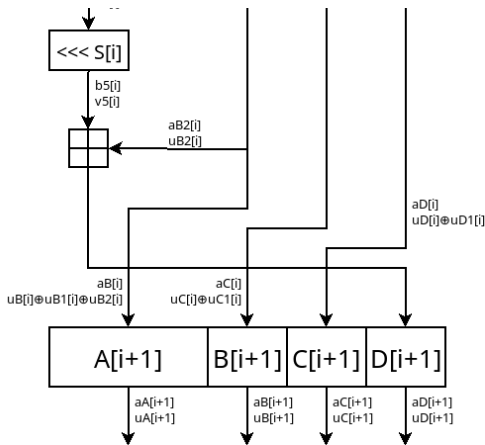 <<< S[i]
b5[i]
v5[i]
aB2[i]
uB2[i]
aD[i]
uD[i]⊕uD1[i]
aB[i]
uB[i]⊕uB1[i]⊕uB2[i]
aC[i]
uC[i]⊕uC1[i]
A[i+1]
B[i+1]
C[i+1]
D[i+1]
aA[i+1]
uA[i+1]
aB[i+1]
uB[i+1]
aC[i+1]
uC[i+1]
aD[i+1]
uD[i+1]